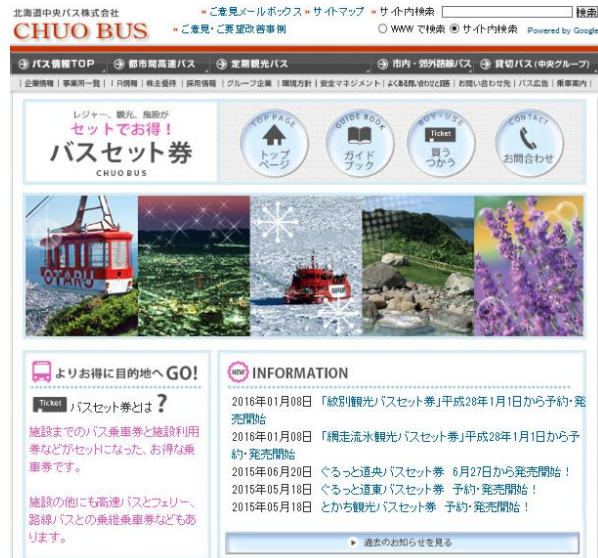 北海道中央バス株式会社
» ご意見メールボックス » サイトマップ » サイト内検索 検索
CHUO BUS
» ご意見・ご要望改善事例
WWW で検索 サイト内検索 Powered by Google
バス情報TOP 都市間高速バス 定期観光バス 市内・郊外路線バス 貸切バス(中央グループ)
| 企業情報 | 事業所一覧 | IR情報 | 株主優待 | 採用情報 | グループ企業 | 環境方針 | 安全マネジメント | よくある問い合わせと回答 | お問い合わせ先 | バス広告 | 乗車案内 |
レジャー、観光、施設が
セットでお得!
バスセット券
CHUOBUS
TOP PAGE
トップ
ページ
GUIDE BOOK
ガイド
ブック
BUY・USE
Ticket
買う
つかう
CONTACT
お問合わせ
OTARU
よりお得に目的地へGO!
Ticket バスセット券とは?
施設までのバス乗車券と施設利用
券などがセットになった、お得な乗
車券です。
施設の他にも高速バスとフェリー、
路線バスとの乗継乗車券などもあ
ります。
NEW INFORMATION
2016年01月08日 「紋別観光バスセット券」平成28年1月1日から予約・発
売開始
2016年01月08日 「網走流氷観光バスセット券」平成28年1月1日から予
約・発売開始
2015年06月20日 ぐるっと道央バスセット券 6月27日から発売開始!
2015年05月18日 ぐるっと道東バスセット券 予約・発売開始!
2015年05月18日 とかち観光バスセット券 予約・発売開始!
過去のお知らせを見る